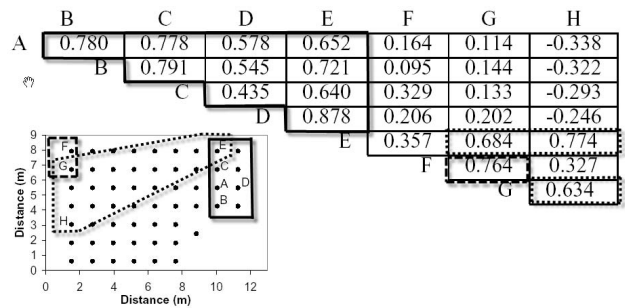 B C D E F G H
A 0.780 0.778 0.578 0.652 0.164 0.114 -0.338
B 0.791 0.545 0.721 0.095 0.144 -0.322
C 0.435 0.640 0.329 0.133 -0.293
D 0.878 0.206 0.202 -0.246
E 0.357 0.684 0.774
F 0.764 0.327
G 0.634
9
8
7
6
5
4
3
2
1
0
Distance (m)
F E
G C
A D
B
H
0 2 4 6 8 10 12 14
Distance (m)